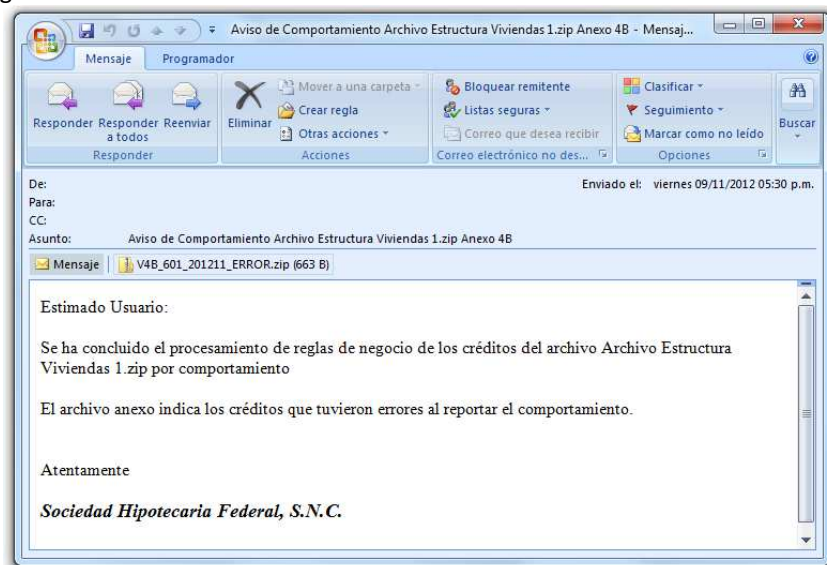 Aviso de Comportamiento Archivo Estructura Viviendas 1.zip Anexo 4B - Mensaj...
Mensaje Programador
Responder Responder a todos Reenviar
Responder
Eliminar
Mover a una carpeta
Crear regla
Otras acciones
Acciones
Bloquear remitente
Listas seguras
Correo que desea recibir
Correo electrónico no des...
Clasificar
Seguimiento
Marcar como no leído
Opciones
Buscar
De:
Enviado el: viernes 09/11/2012 05:30 p.m.
Para:
CC:
Asunto: Aviso de Comportamiento Archivo Estructura Viviendas 1.zip Anexo 4B
Mensaje V4B_601_201211_ERROR.zip (663 B)
Estimado Usuario:
Se ha concluido el procesamiento de reglas de negocio de los créditos del archivo Archivo Estructura
Viviendas 1.zip por comportamiento
El archivo anexo indica los créditos que tuvieron errores al reportar el comportamiento.
Atentamente
Sociedad Hipotecaria Federal, S.N.C.